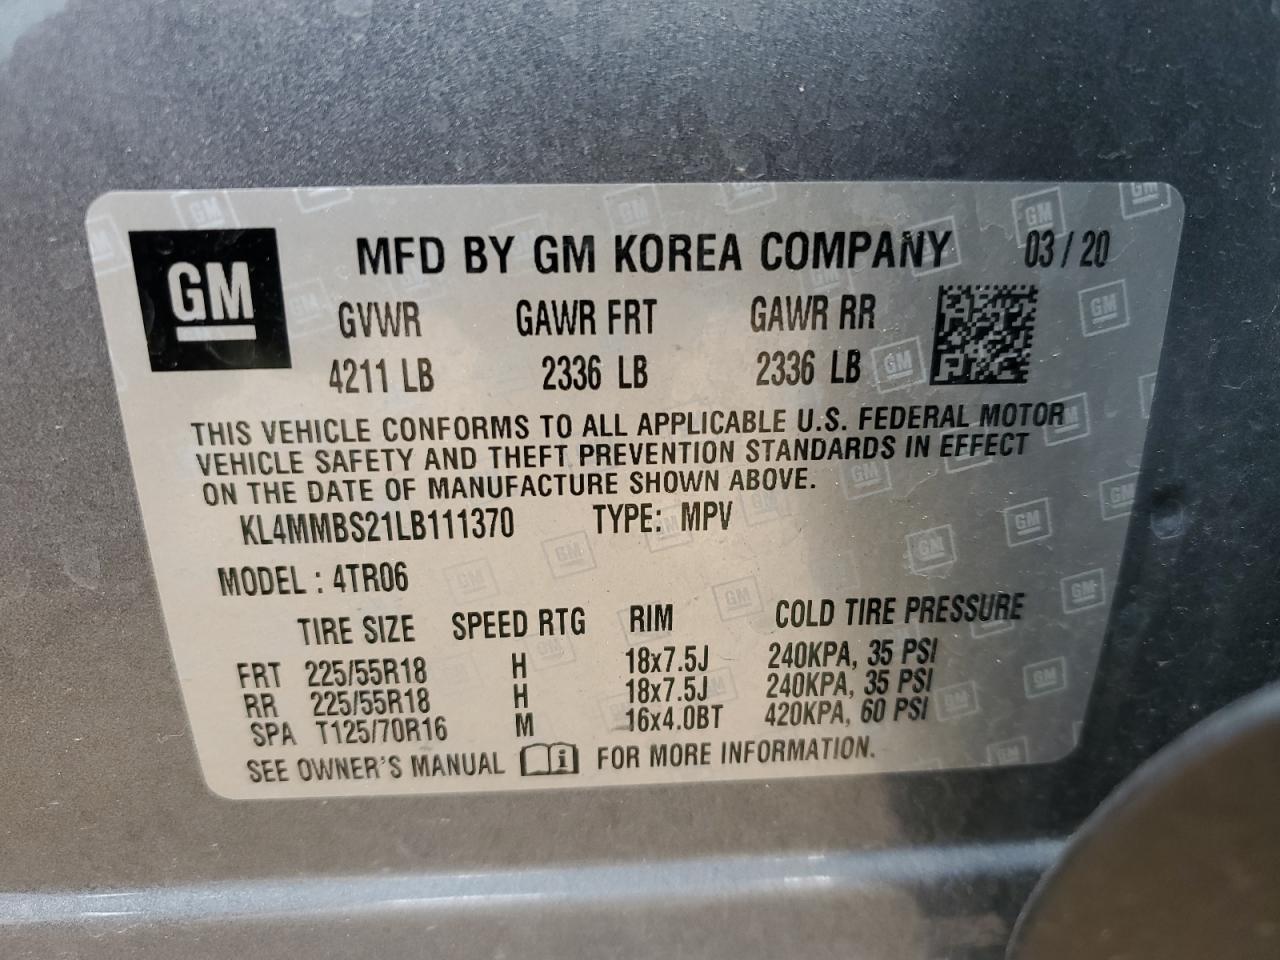 GM
MFD BY GM KOREA COMPANY 03/20
GVWR GAWR FRT GAWR RR
4211 LB 2336 LB 2336 LB
THIS VEHICLE CONFORMS TO ALL APPLICABLE U.S. FEDERAL MOTOR
VEHICLE SAFETY AND THEFT PREVENTION STANDARDS IN EFFECT
ON THE DATE OF MANUFACTURE SHOWN ABOVE.
KL4MMBS21LB111370 TYPE: MPV
MODEL : 4TR06
TIRE SIZE SPEED RTG RIM COLD TIRE PRESSURE
FRT 225/55R18 H 18x7.5J 240KPA, 35 PSI
RR 225/55R18 H 18x7.5J 240KPA, 35 PSI
SPA T125/70R16 M 16x4.0BT 420KPA, 60 PSI
SEE OWNER'S MANUAL i FOR MORE INFORMATION.